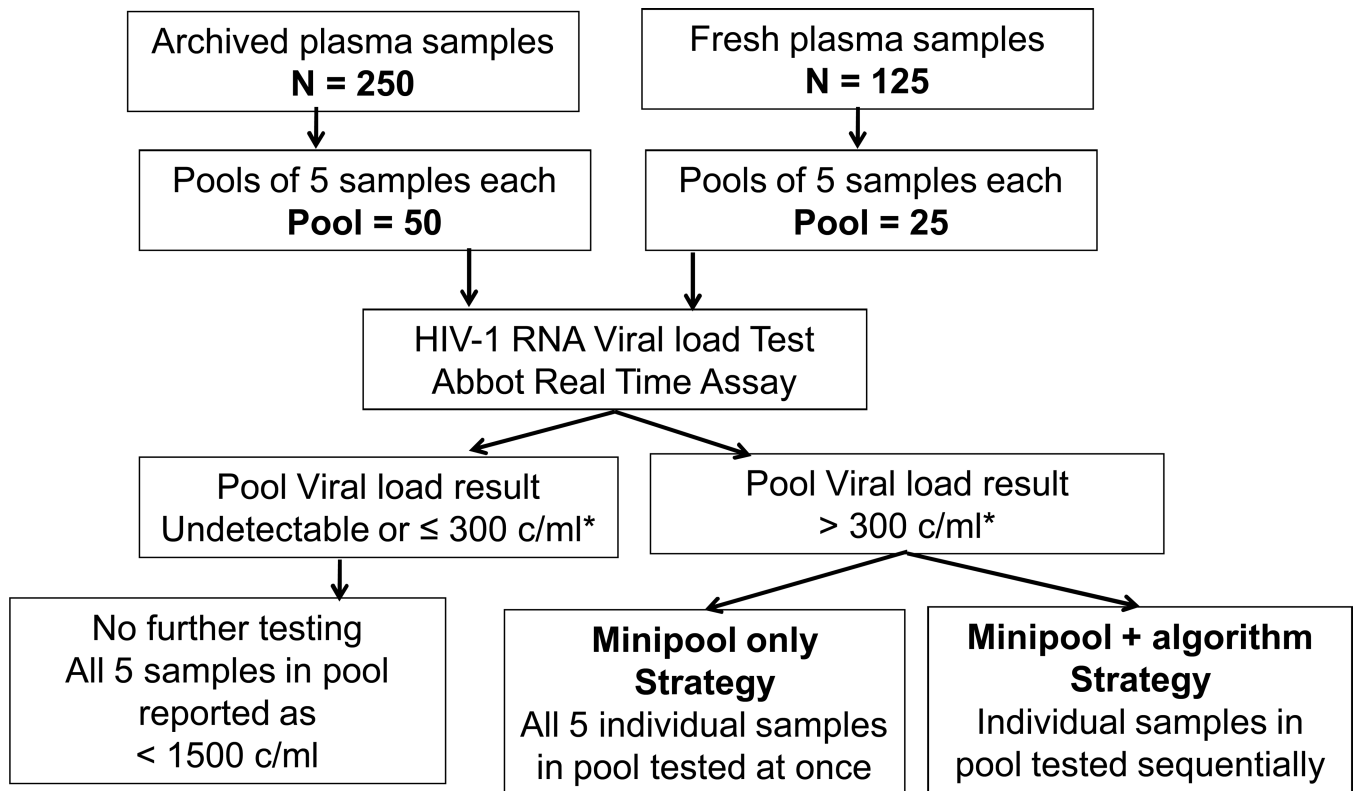 Archived plasma samples
N = 250
Fresh plasma samples
N = 125
Pools of 5 samples each
Pool = 50
Pools of 5 samples each
Pool = 25
HIV-1 RNA Viral load Test
Abbot Real Time Assay
Pool Viral load result
Undetectable or ≤ 300 c/ml*
Pool Viral load result
> 300 c/ml*
No further testing
All 5 samples in pool
reported as
< 1500 c/ml
Minipool only
Strategy
All 5 individual samples
in pool tested at once
Minipool + algorithm
Strategy
Individual samples in
pool tested sequentially